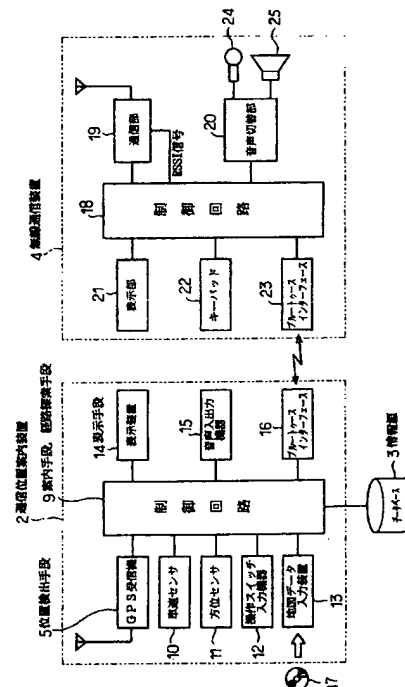 2 通信位置案内装置
9 案内手段、経路探索手段
5 位置検出手段
GPS受信機
10
車速センサ
11
方位センサ
12
操作スイッチ入力機器
13
地図データ入力装置
17
制御回路
14 表示手段
表示装置
15
音声入出力機器
16
ブルートゥースインターフェース
3 情報源
データベース
4 無線通信装置
18
制御回路
21
表示部
22
キーパッド
23
ブルートゥースインターフェース
19
通信部
RSSI信号
20
音声切替部
24
25